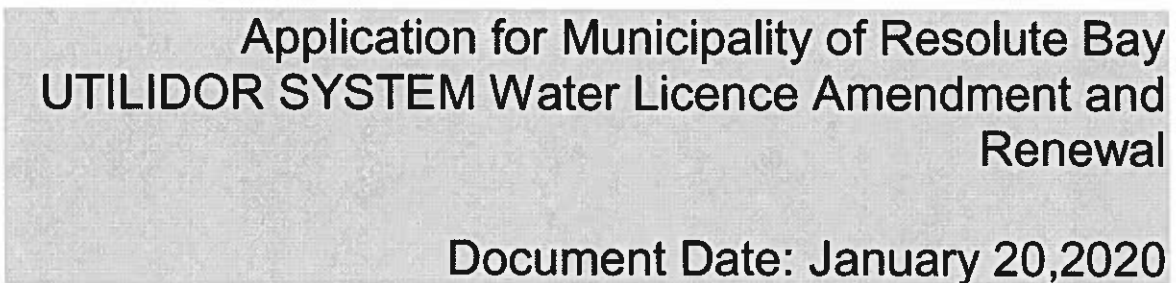 Application for Municipality of Resolute Bay
UTILIDOR SYSTEM Water Licence Amendment and
Renewal
Document Date: January 20,2020